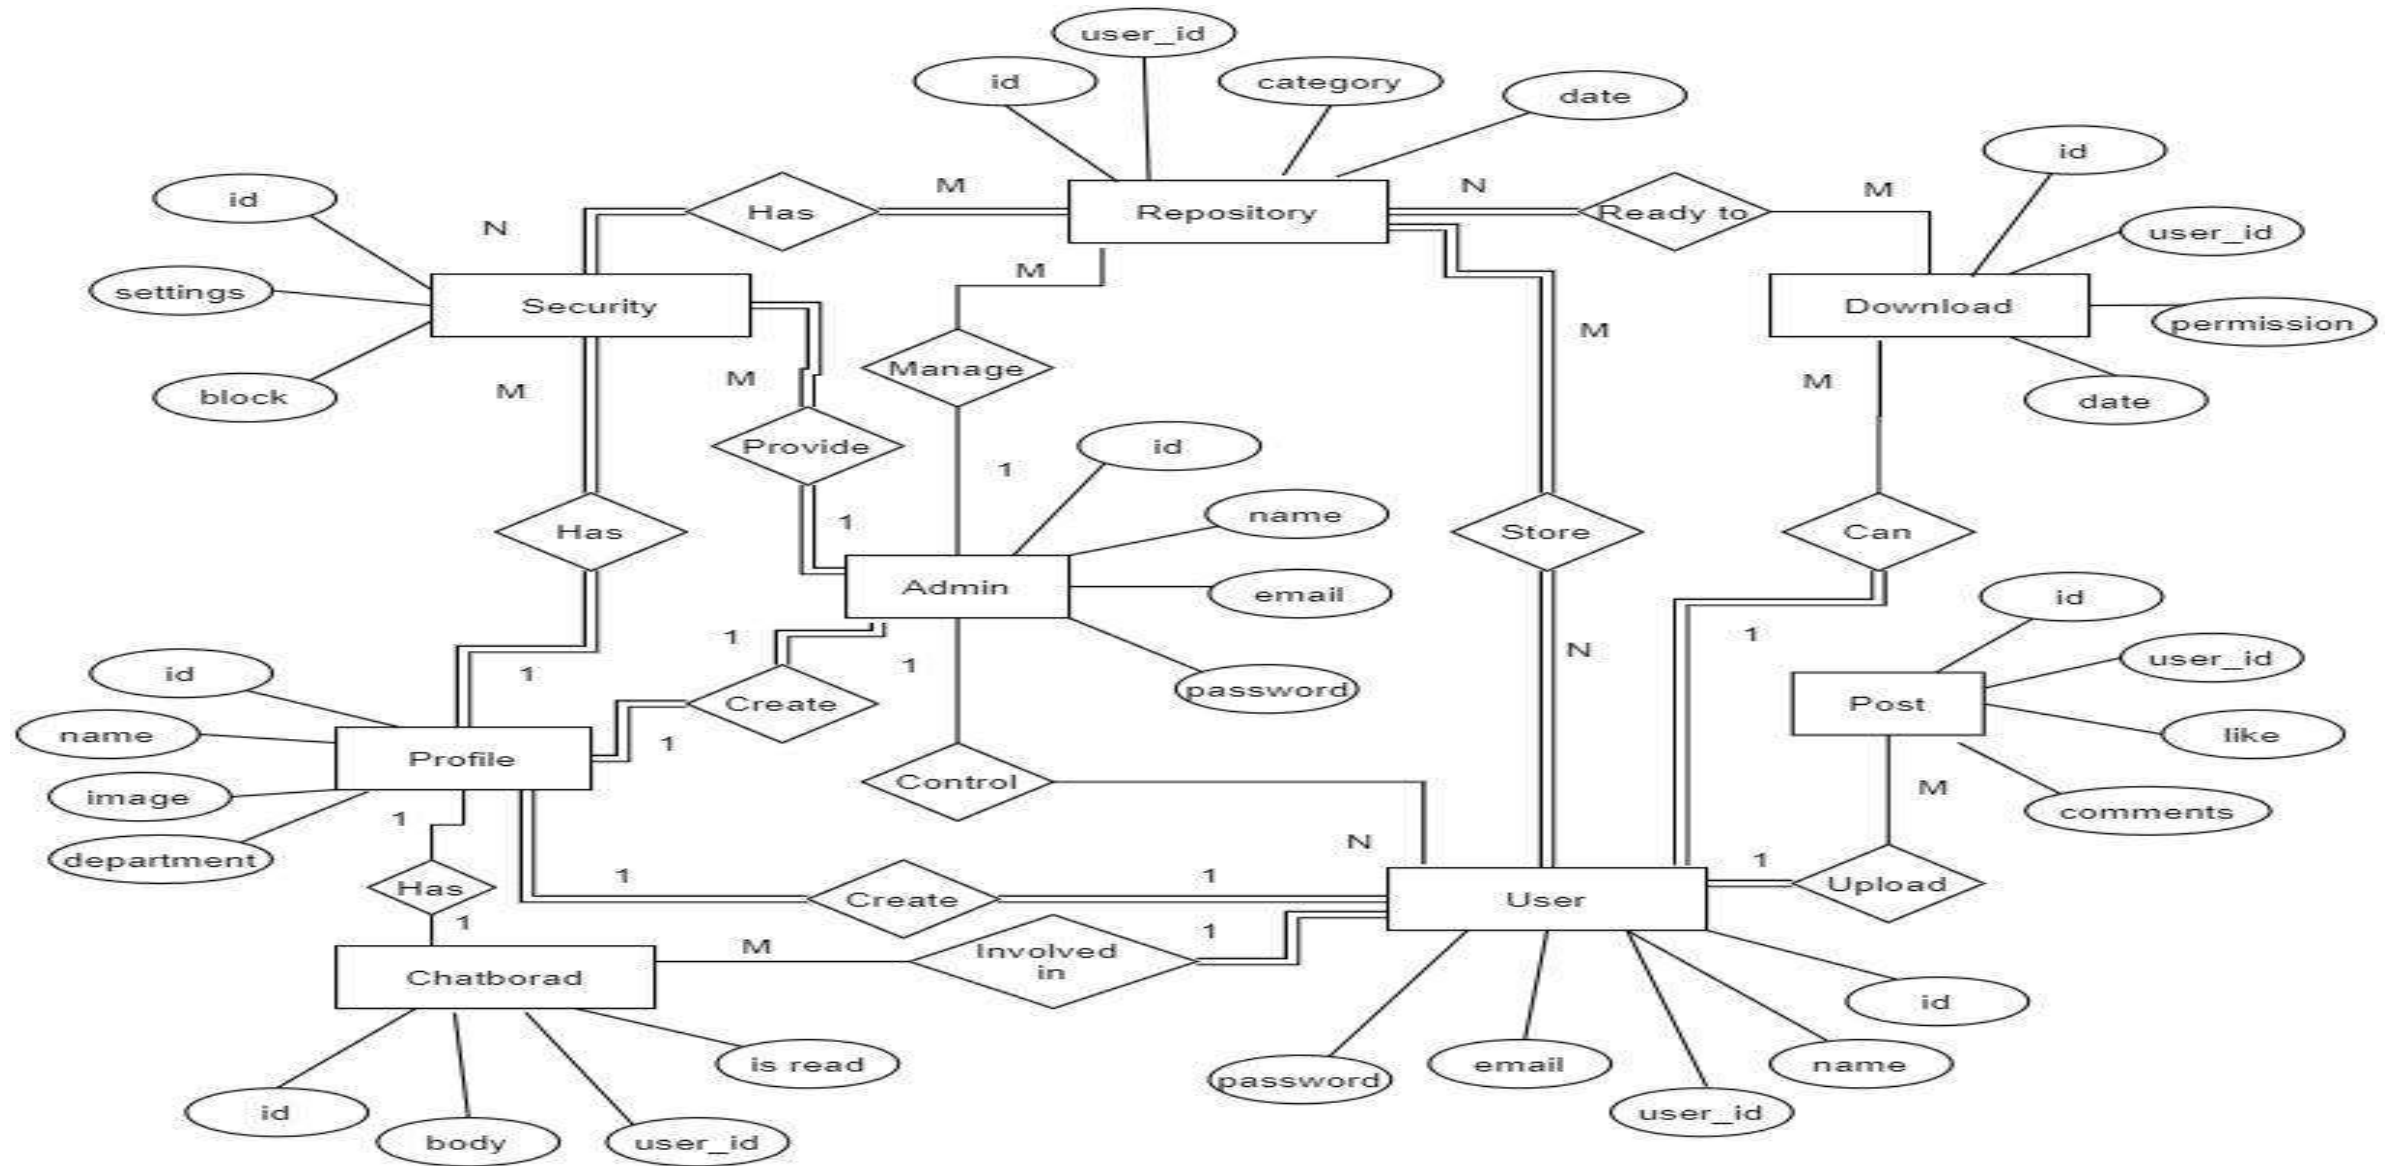 user_id
id
category
date
id
id
N
Has
M
Repository
N
Ready to
M
user_id
settings
Security
M
M
Download
permission
block
M
M
Manage
M
date
Provide
id
1
1
name
Has
Store
Can
Admin
email
id
1
1
1
N
1
user_id
id
1
password
Create
Post
name
1
like
Profile
Control
M
image
comments
1
N
department
1
1
1
Has
Create
User
Upload
1
M
Involved
in
1
Chatborad
id
is read
password
email
name
id
body
user_id
user_id